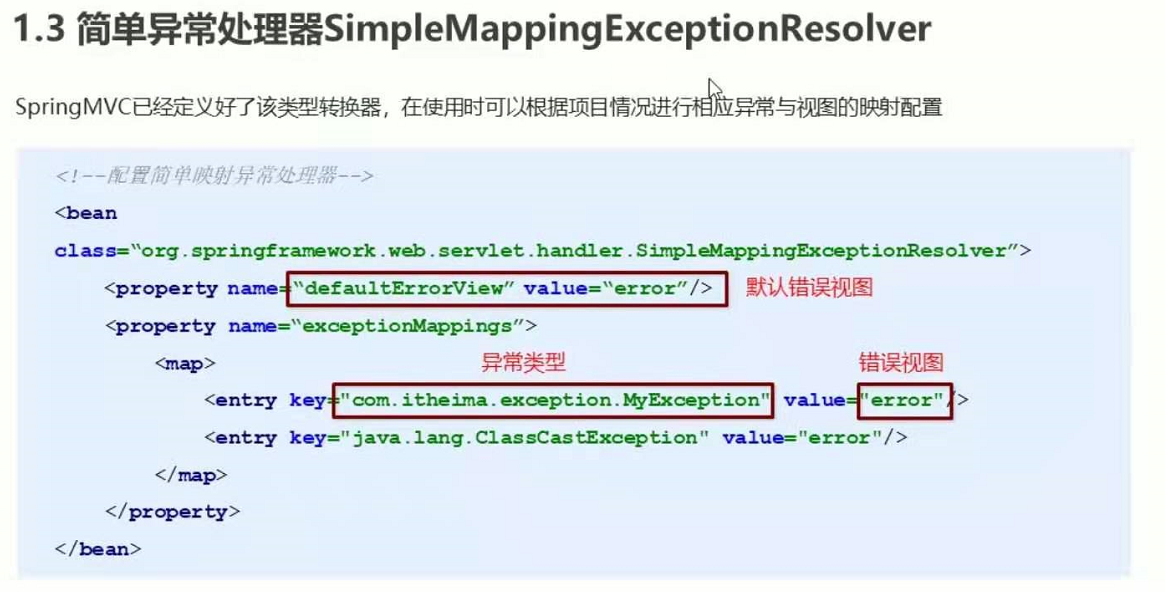 1.3 简单异常处理器SimpleMappingExceptionResolver
SpringMVC已经定义好了该类型转换器，在使用时可以根据项目情况进行相应异常与视图的映射配置
<!--配置简单映射异常处理器-->
<bean
class=“org.springframework.web.servlet.handler.SimpleMappingExceptionResolver”>
<property name=“defaultErrorView” value=“error”/> 默认错误视图
<property name=“exceptionMappings”>
<map> 异常类型 错误视图
<entry key="com.itheima.exception.MyException" value="error"/>
<entry key="java.lang.ClassCastException" value="error"/>
</map>
</property>
</bean>